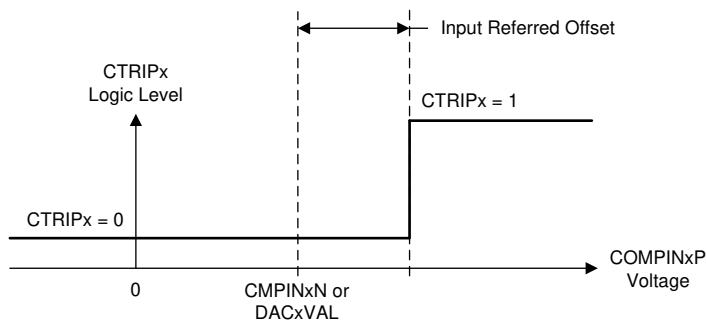 Input Referred Offset
CTRIPx
Logic Level
CTRIPx = 1
CTRIPx = 0
COMPINxP
Voltage
0
CMPINxN or
DACxVAL